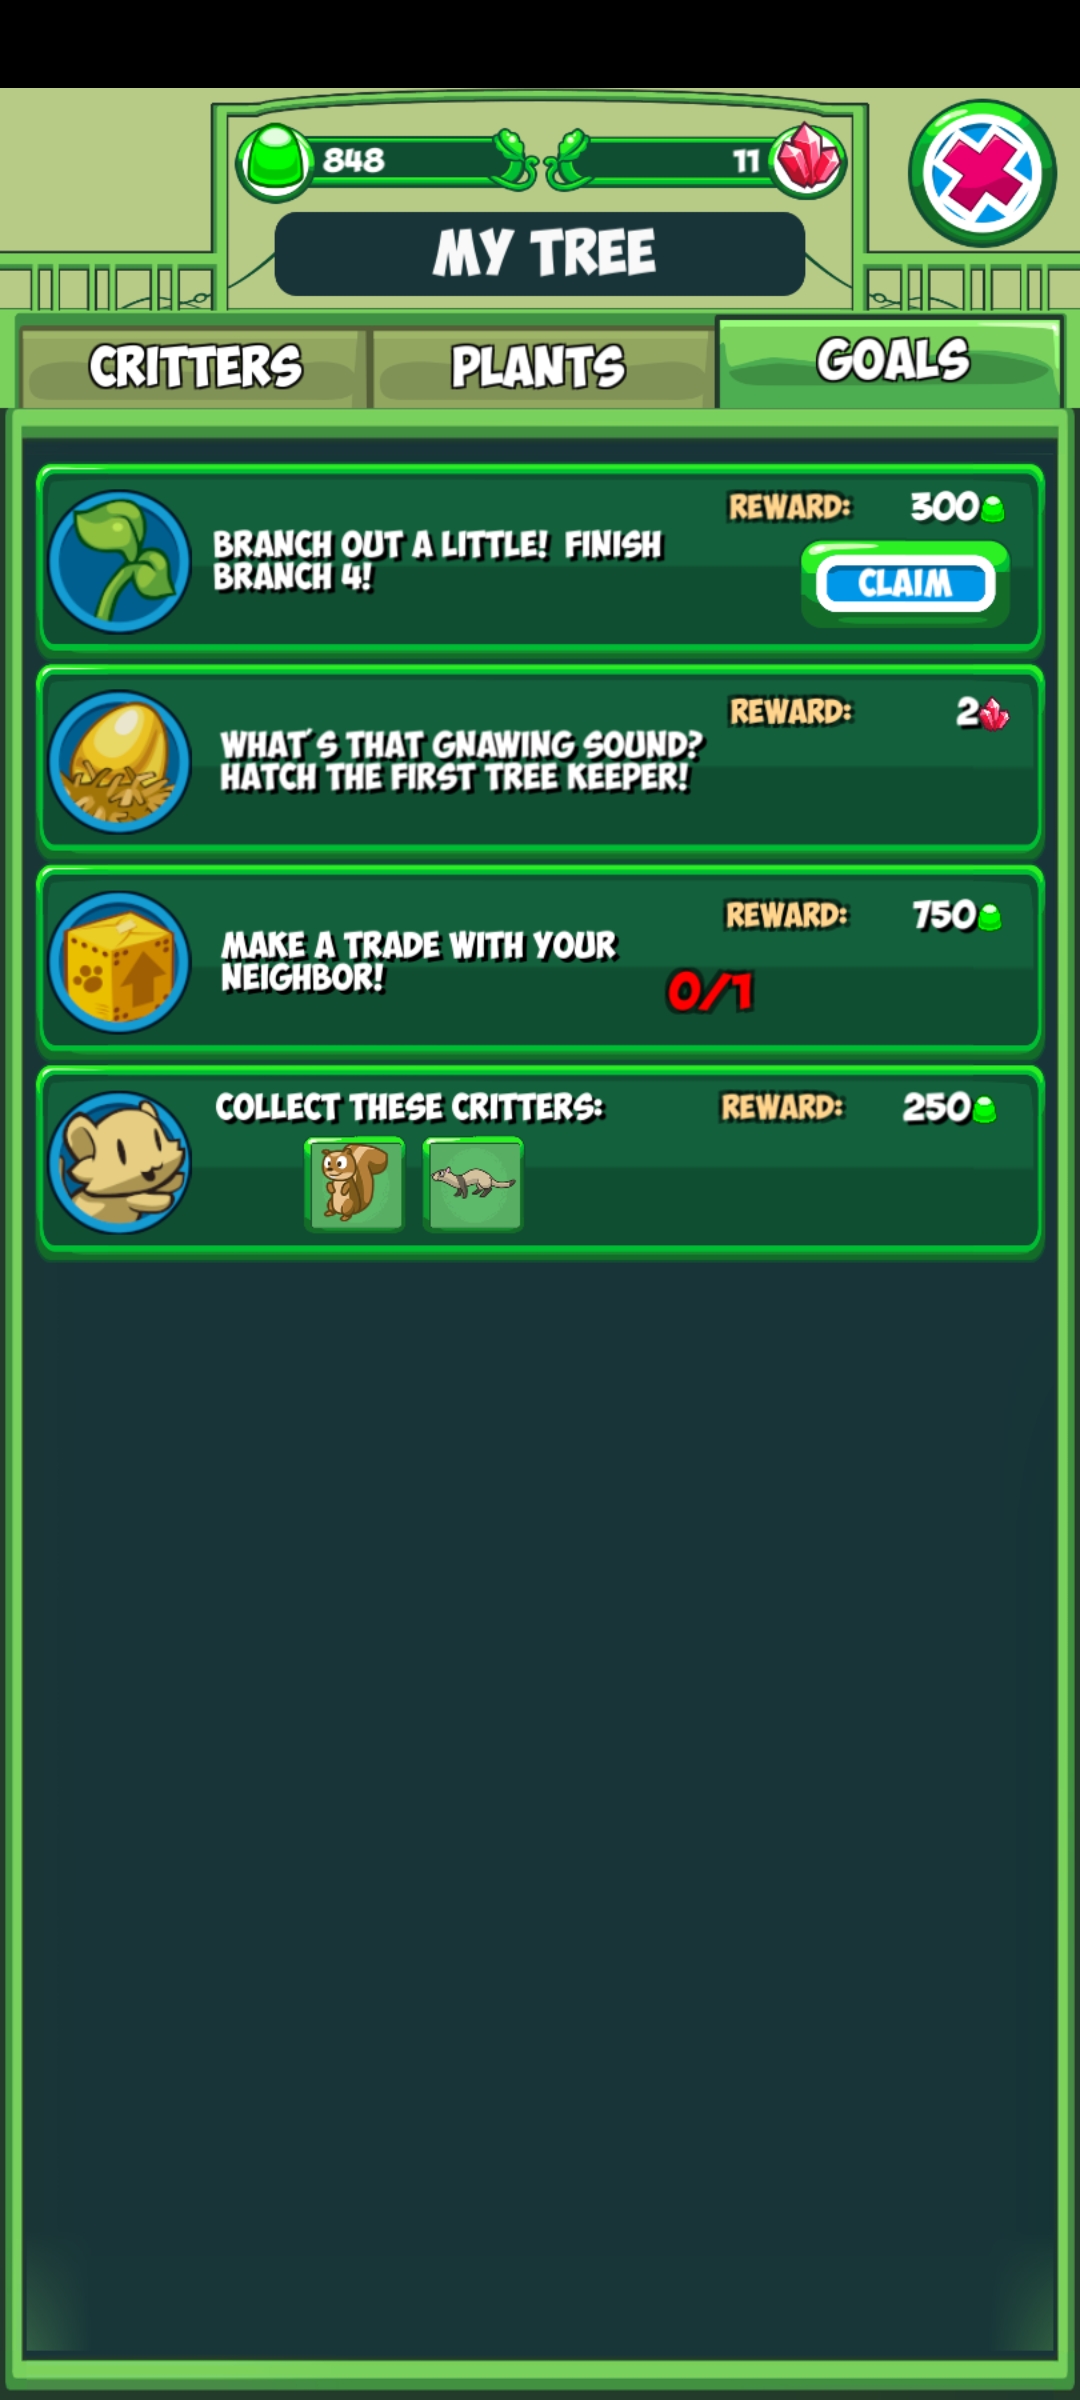 848
11
MY TREE
CRITTERS
PLANTS
GOALS
BRANCH OUT A LITTLE! FINISH
BRANCH 4!
REWARD: 300
CLAIM
WHAT'S THAT GNAWING SOUND?
HATCH THE FIRST TREE KEEPER!
REWARD: 2
MAKE A TRADE WITH YOUR
NEIGHBOR!
REWARD: 750
0/1
COLLECT THESE CRITTERS:
REWARD: 250